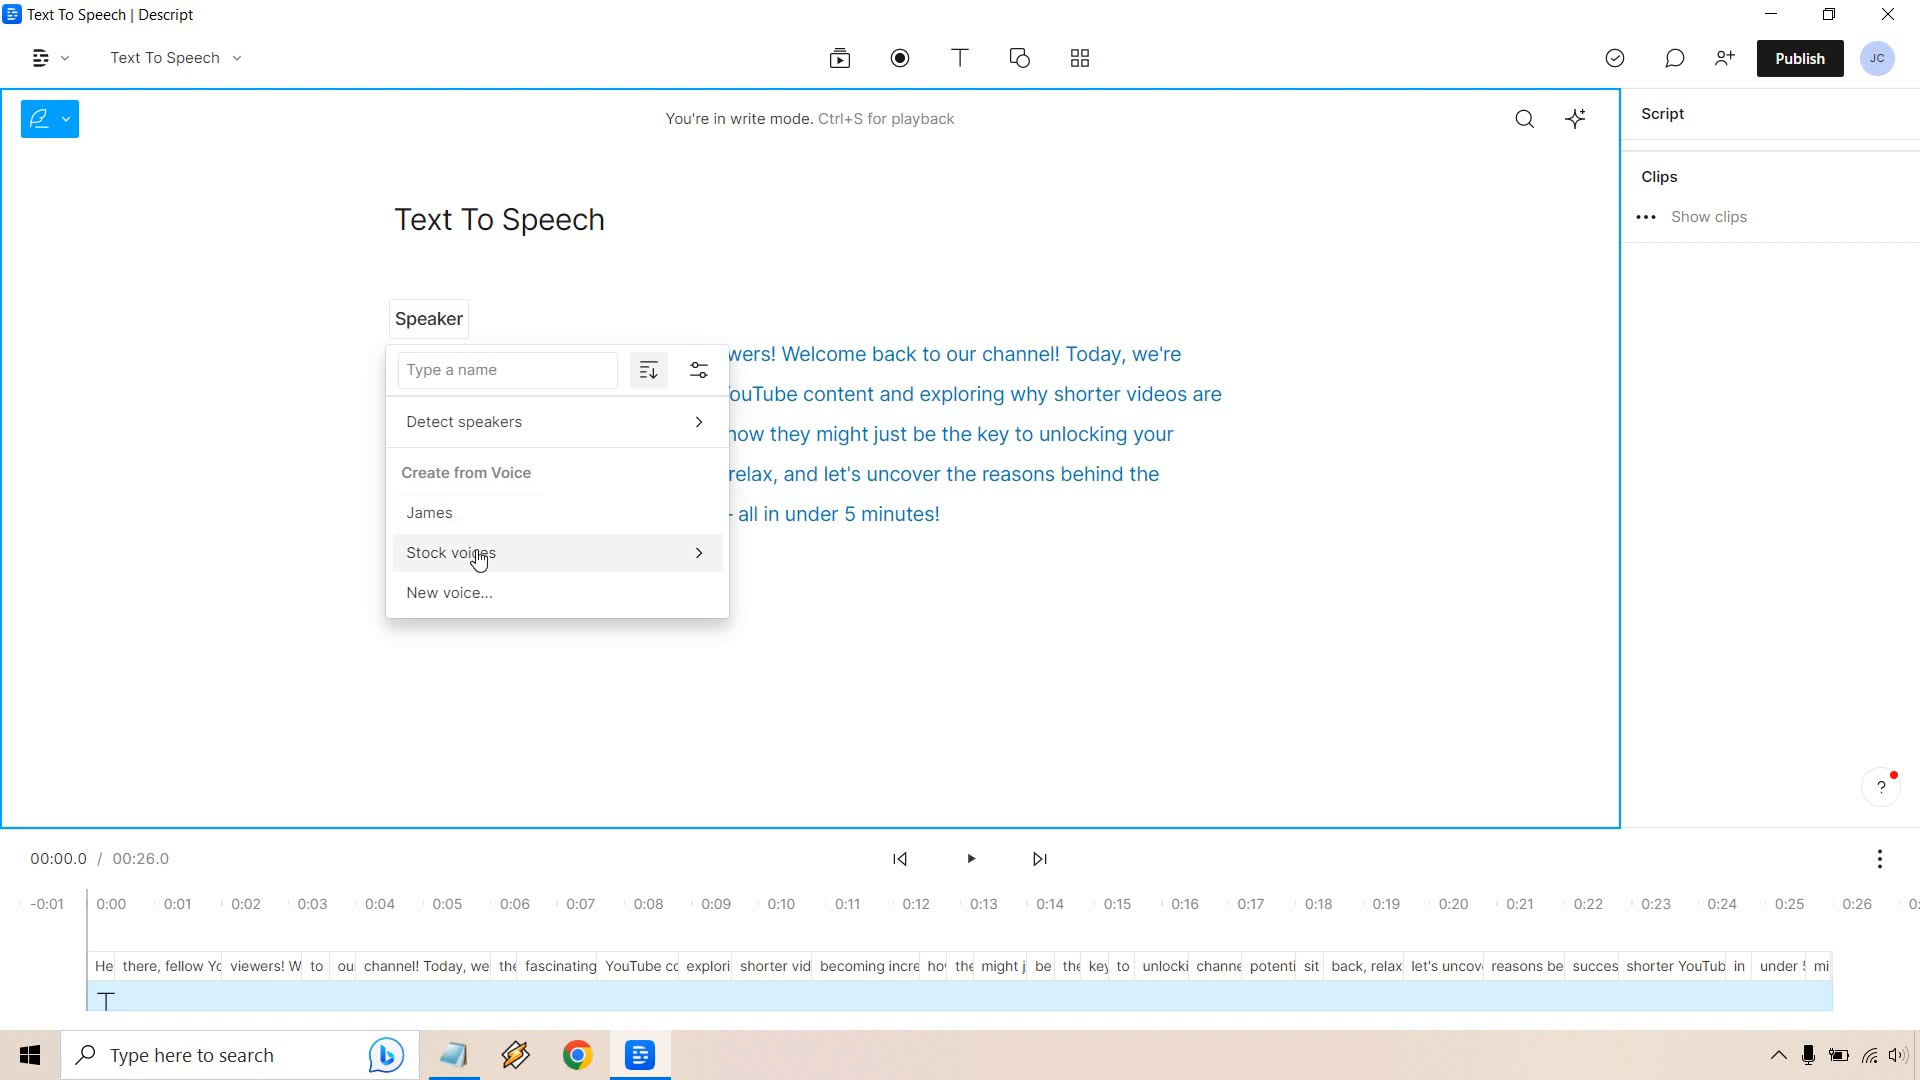 Text To Speech | Descript
Text To Speech
Publish
JC
You're in write mode. Ctrl+S for playback
Script
Clips
Show clips
Text To Speech
Speaker
Type a name
Detect speakers
Create from Voice
James
Stock voices
New voice...
wers! Welcome back to our channel! Today, we're
ouTube content and exploring why shorter videos are
how they might just be the key to unlocking your
relax, and let's uncover the reasons behind the
- all in under 5 minutes!
?
00:00.0 / 00:26.0
-0:01 0:00 0:01 0:02 0:03 0:04 0:05 0:06 0:07 0:08 0:09 0:10 0:11 0:12 0:13 0:14 0:15 0:16 0:17 0:18 0:19 0:20 0:21 0:22 0:23 0:24 0:25 0:26 0:
He there, fellow Yo viewers! W to ou channel! Today, we the fascinating YouTube co explori shorter vid becoming incre ho the might j be the key to unlocki channe potenti sit back, relax let's uncov reasons be succes shorter YouTub in under 5 mi
T
Type here to search